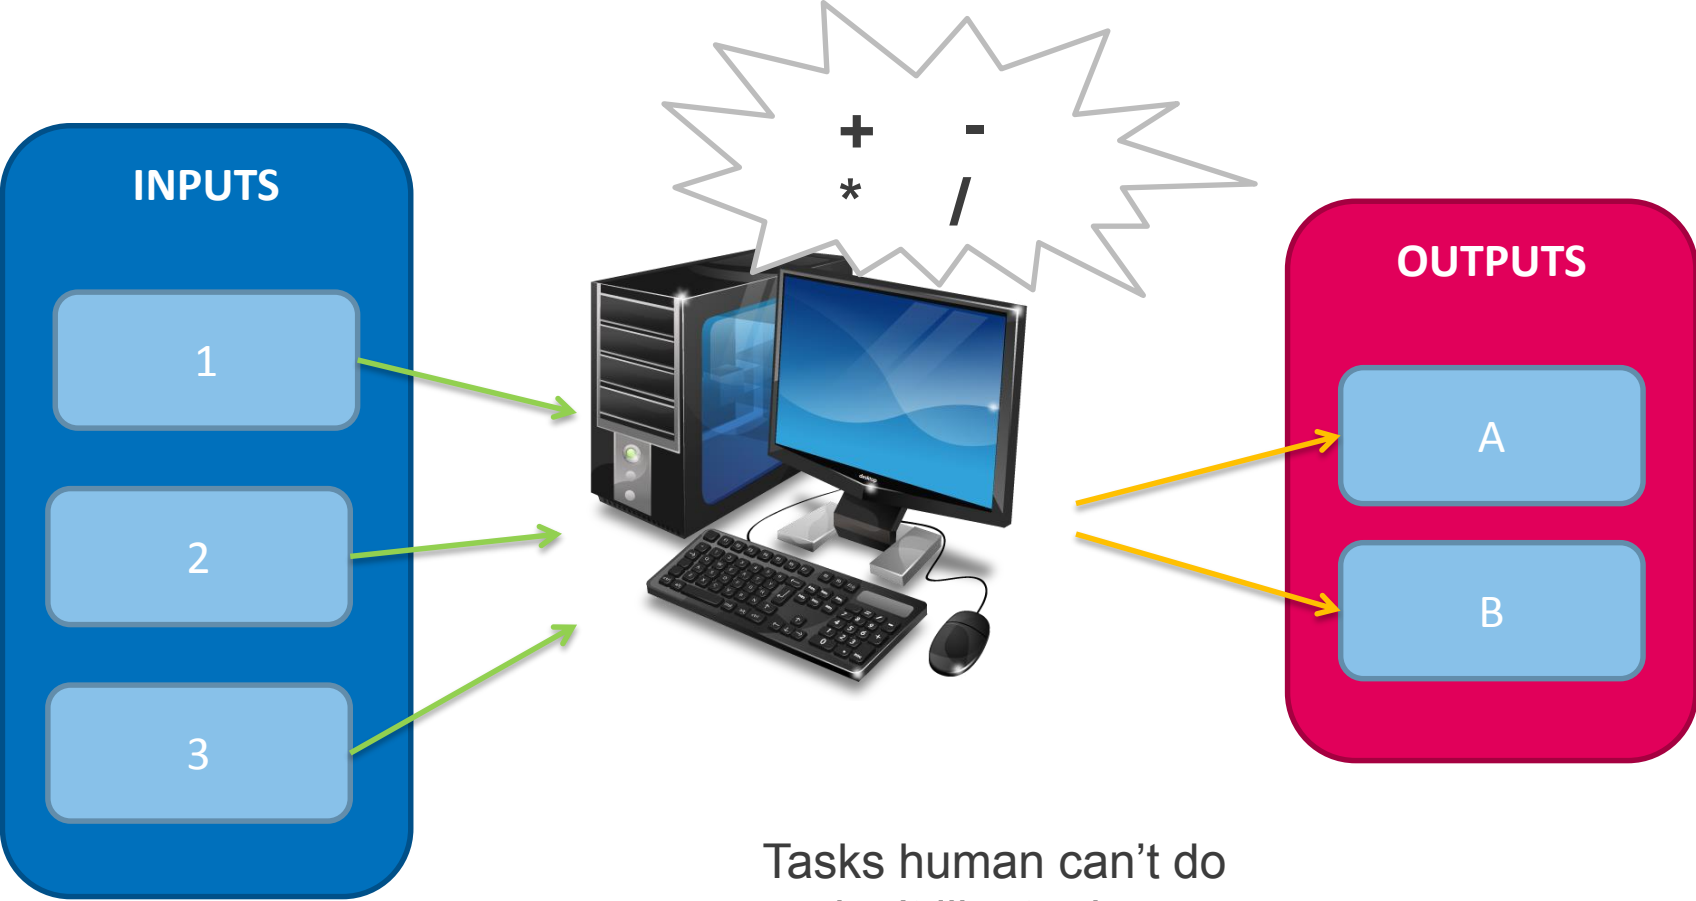 INPUTS
1
2
3
+ -
* /
OUTPUTS
A
B
Tasks human can’t do